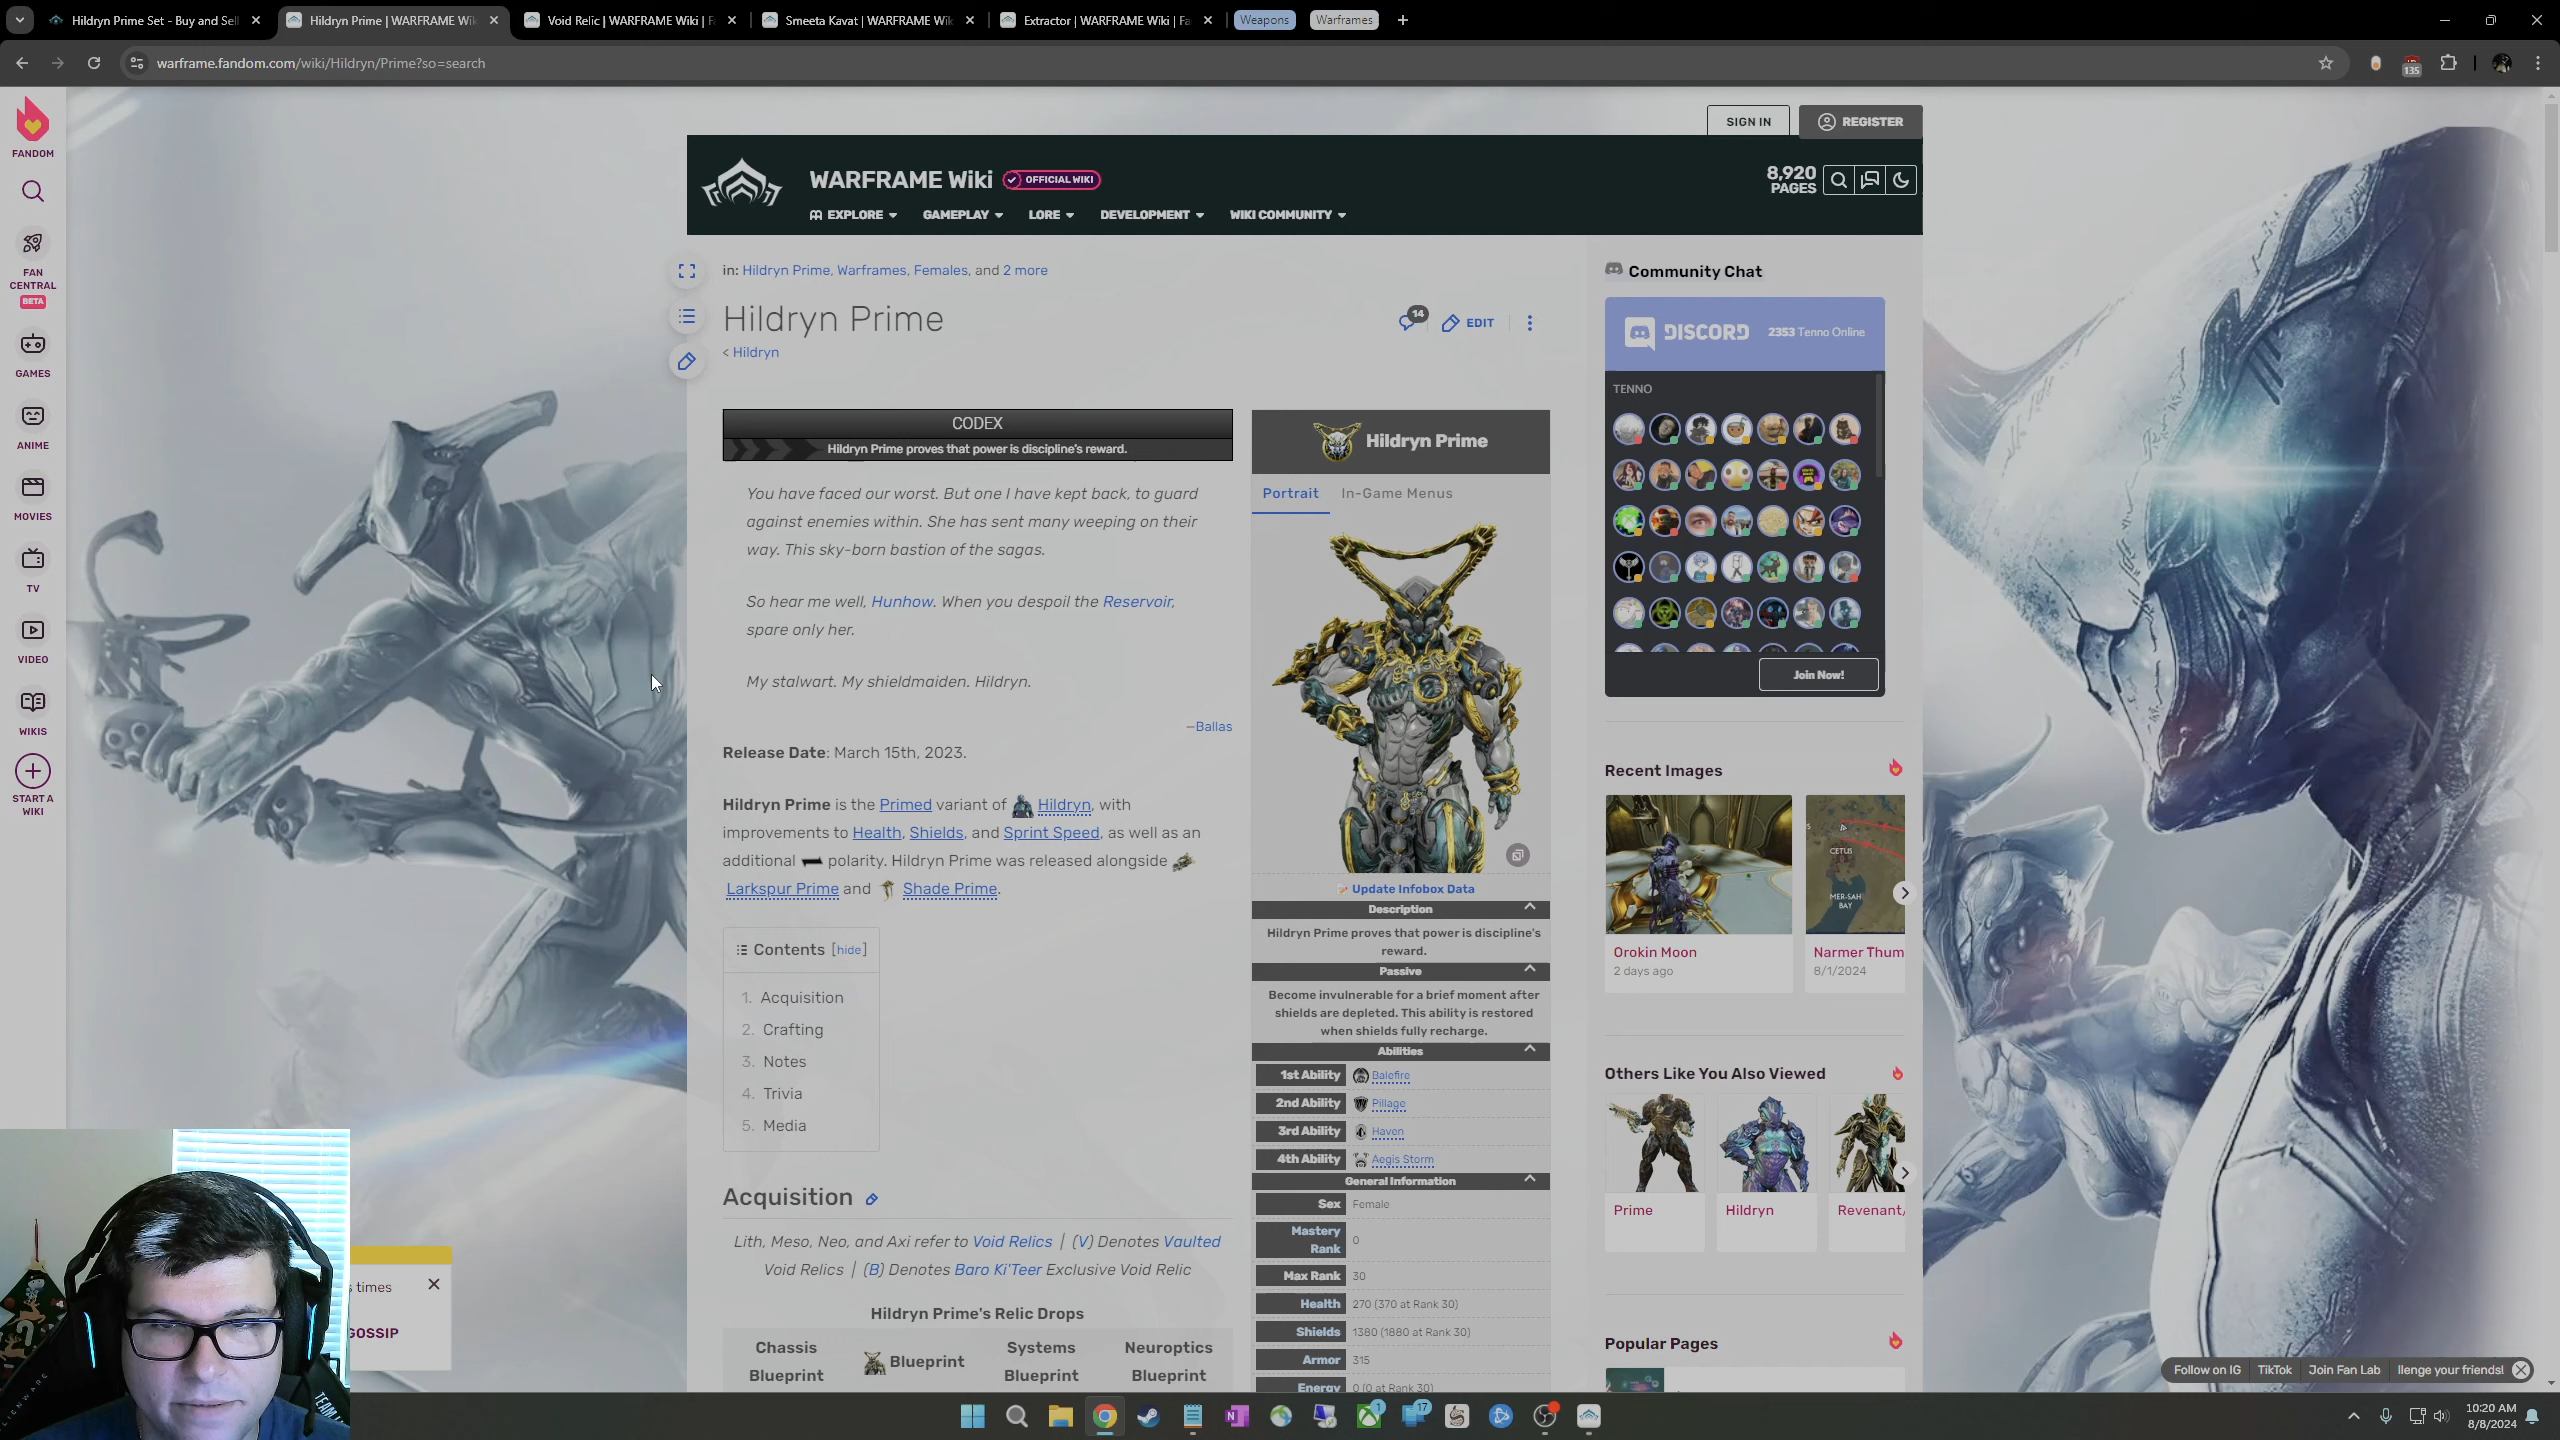 Hildryn Prime Set - Buy and Sell
Hildryn Prime | WARFRAME Wik
Void Relic | WARFRAME Wiki | F
Smeeta Kavat | WARFRAME Wik
Extractor | WARFRAME Wiki | Fa
Weapons
Warframes
warframe.fandom.com/wiki/Hildryn/Prime?so=search
135
FANDOM
FAN CENTRAL
BETA
GAMES
ANIME
MOVIES
TV
VIDEO
WIKIS
START A WIKI
SIGN IN
REGISTER
WARFRAME Wiki
OFFICIAL WIKI
8,920 PAGES
EXPLORE
GAMEPLAY
LORE
DEVELOPMENT
WIKI COMMUNITY
in: Hildryn Prime, Warframes, Females, and 2 more
Hildryn Prime
14
EDIT
< Hildryn
CODEX
Hildryn Prime proves that power is discipline's reward.
You have faced our worst. But one I have kept back, to guard
against enemies within. She has sent many weeping on their
way. This sky-born bastion of the sagas.
So hear me well, Hunhow. When you despoil the Reservoir,
spare only her.
My stalwart. My shieldmaiden. Hildryn.
—Ballas
Release Date: March 15th, 2023.
Hildryn Prime is the Primed variant of Hildryn, with
improvements to Health, Shields, and Sprint Speed, as well as an
additional polarity. Hildryn Prime was released alongside
Larkspur Prime and Shade Prime.
Contents [hide]
1. Acquisition
2. Crafting
3. Notes
4. Trivia
5. Media
Acquisition
Lith, Meso, Neo, and Axi refer to Void Relics | (V) Denotes Vaulted
Void Relics | (B) Denotes Baro Ki'Teer Exclusive Void Relic
Hildryn Prime's Relic Drops
Chassis Blueprint
Blueprint
Systems Blueprint
Neuroptics Blueprint
Hildryn Prime
Portrait
In-Game Menus
Update Infobox Data
Description
Hildryn Prime proves that power is discipline's
reward.
Passive
Become invulnerable for a brief moment after
shields are depleted. This ability is restored
when shields fully recharge.
Abilities
1st Ability Balefire
2nd Ability Pillage
3rd Ability Haven
4th Ability Aegis Storm
General Information
Sex Female
Mastery Rank 0
Max Rank 30
Health 270 (370 at Rank 30)
Shields 1380 (1880 at Rank 30)
Armor 315
Energy 0 (0 at Rank 30)
Community Chat
DISCORD
2353 Tenno Online
TENNO
Join Now!
Recent Images
CETUS
MER-SAH
BAY
Orokin Moon
2 days ago
Narmer Thum
8/1/2024
Others Like You Also Viewed
Prime
Hildryn
Revenant/
Popular Pages
s times
GOSSIP
Follow on IG
TikTok
Join Fan Lab
llenge your friends!
1
17
10:20 AM
8/8/2024